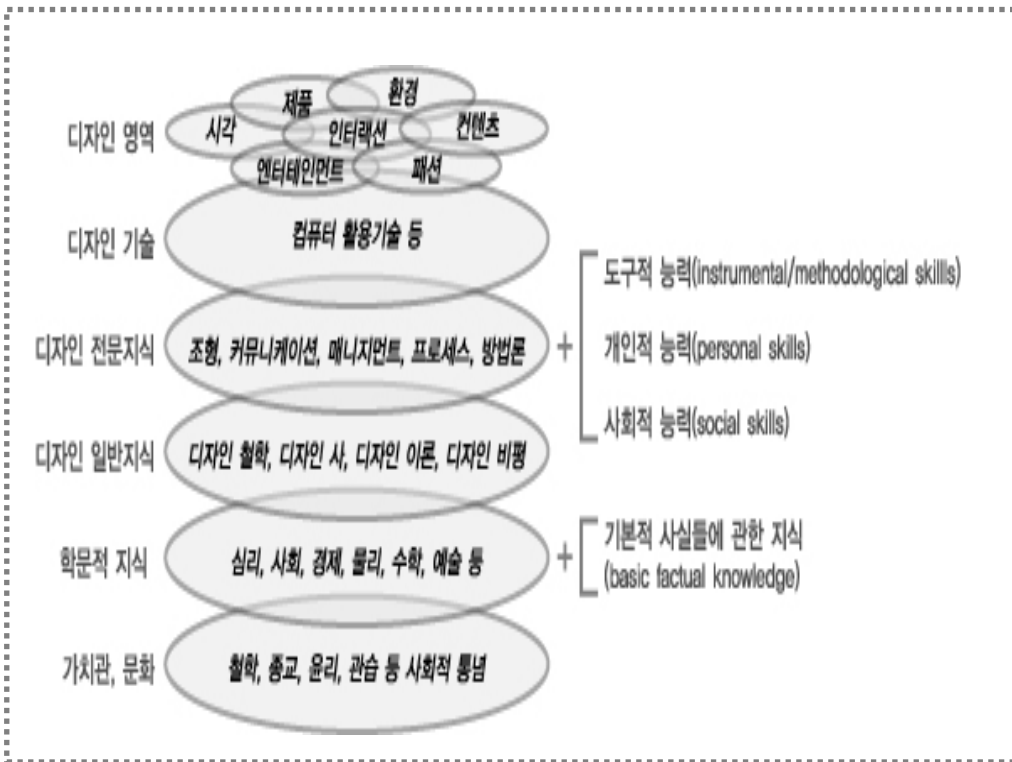 제품
환경
디자인 영역
시각
인터랙션
컨텐츠
엔터테인먼트
패션
디자인 기술
컴퓨터 활용기술 등
디자인 전문지식
조형, 커뮤니케이션, 매니지먼트, 프로세스, 방법론
+
도구적 능력(instrumental/methodological skillls)
개인적 능력(personal skills)
사회적 능력(social skills)
디자인 일반지식
디자인 철학, 디자인 사, 디자인 이론, 디자인 비평
학문적 지식
심리, 사회, 경제, 물리, 수학, 예술 등
+
기본적 사실들에 관한 지식
(basic factual knowledge)
가치관, 문화
철학, 종교, 윤리, 관습 등 사회적 통념